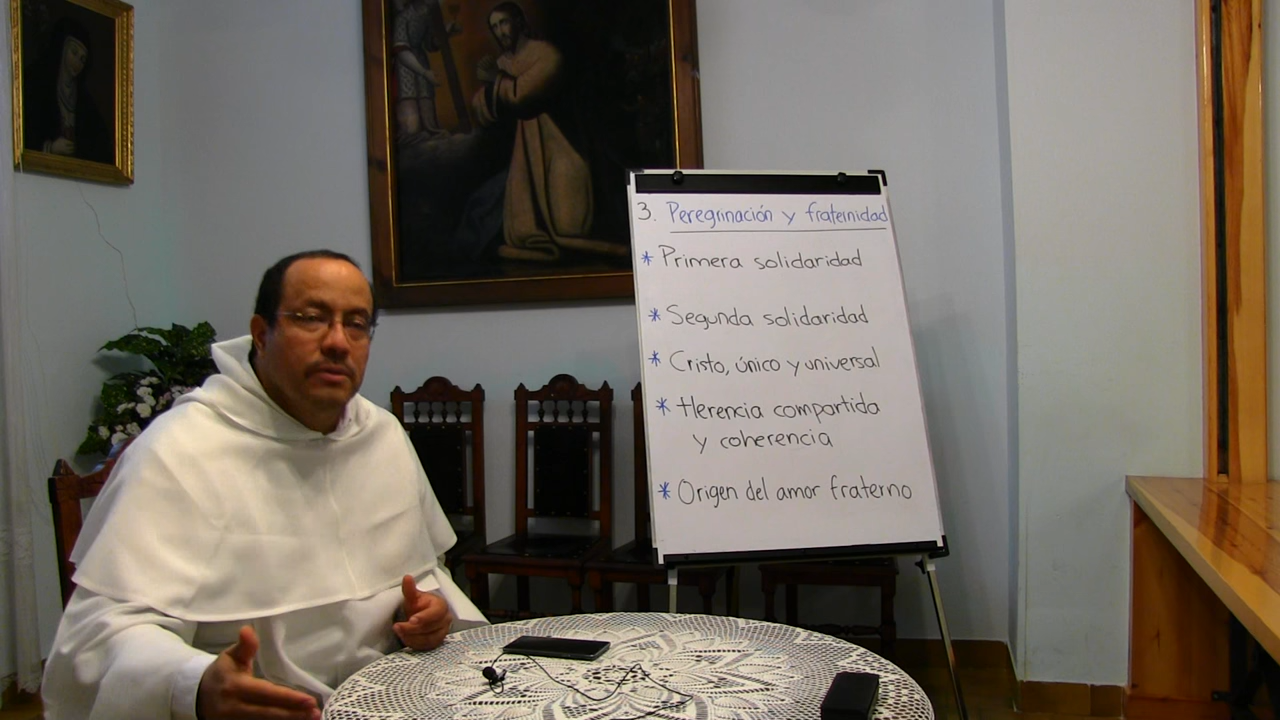 3. Peregrinación y fraternidad
* Primera solidaridad
* Segunda solidaridad
* Cristo, único y universal
* Herencia compartida
y coherencia
* Origen del amor fraterno